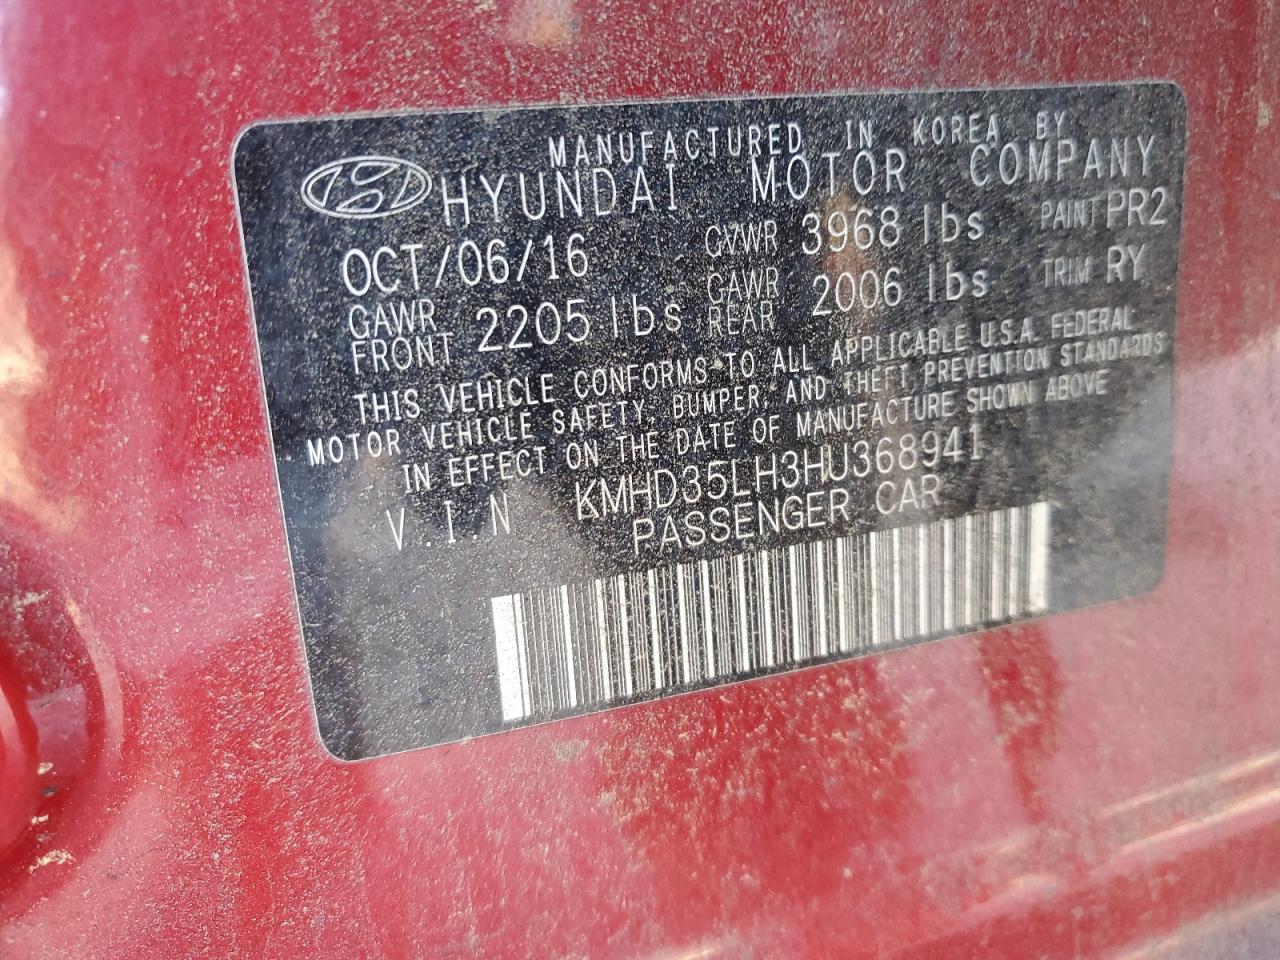 MANUFACTURED IN KOREA BY
HYUNDAI MOTOR COMPANY
OCT/06/16 GVWR 3968 lbs PAINT PR2
GAWR FRONT 2205 lbs GAWR REAR 2006 lbs TRIM RY
THIS VEHICLE CONFORMS TO ALL APPLICABLE U.S.A. FEDERAL
MOTOR VEHICLE SAFETY, BUMPER, AND THEFT PREVENTION STANDARDS
IN EFFECT ON THE DATE OF MANUFACTURE SHOWN ABOVE
V.I.N KMHD35LH3HU368941
PASSENGER CAR